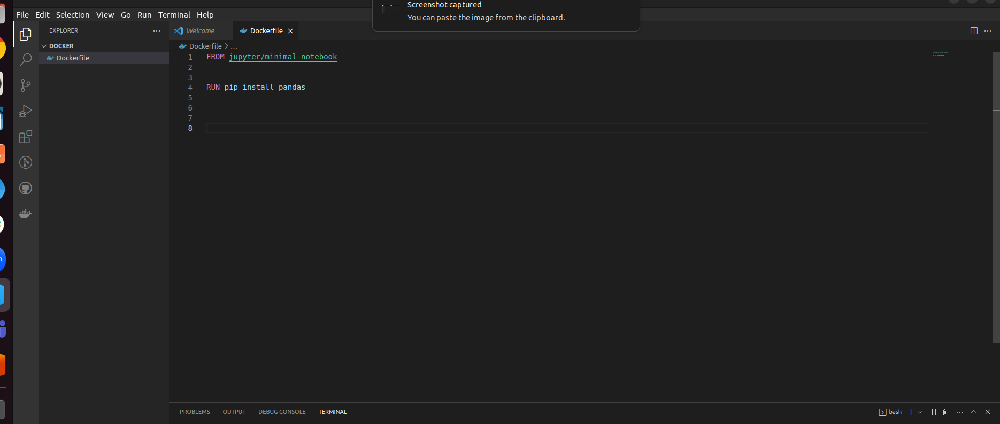 Screenshot captured
You can paste the image from the clipboard.
File Edit Selection View Go Run Terminal Help
EXPLORER
DOCKER
Dockerfile
Welcome
Dockerfile
Dockerfile > ...
1 FROM jupyter/minimal-notebook
2
3
4 RUN pip install pandas
5
6
7
8
PROBLEMS OUTPUT DEBUG CONSOLE TERMINAL
bash